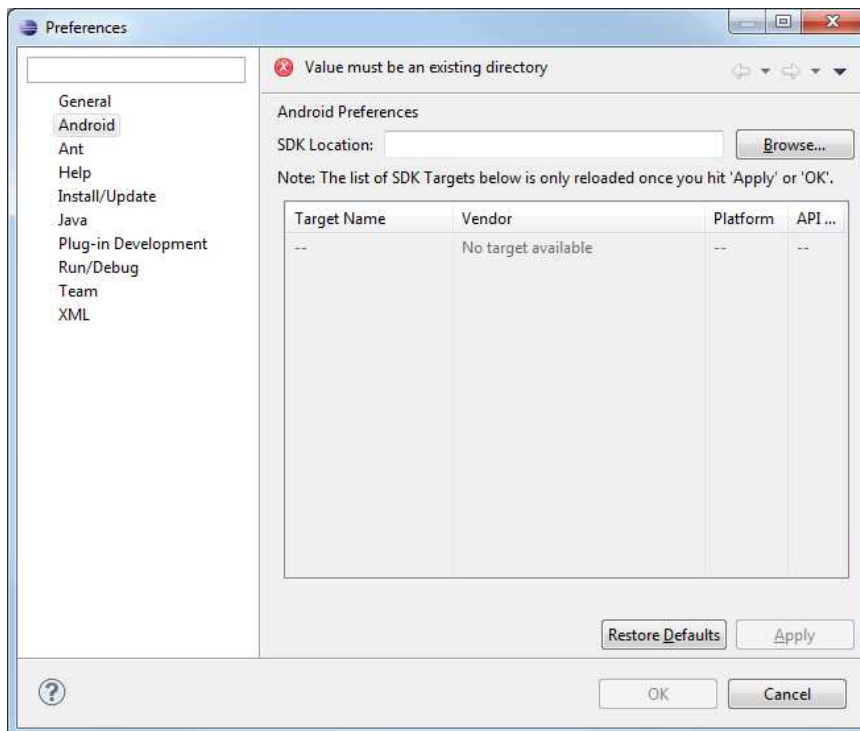 Preferences
Value must be an existing directory
General
Android
Ant
Help
Install/Update
Java
Plug-in Development
Run/Debug
Team
XML
Android Preferences
SDK Location:
Browse...
Note: The list of SDK Targets below is only reloaded once you hit 'Apply' or 'OK'.
Target Name Vendor Platform API ...
-- No target available -- --
Restore Defaults Apply
? OK Cancel